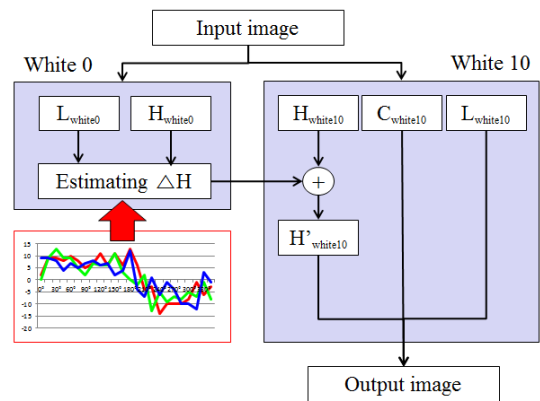 Input image
White 0
White 10
Lwhite0
Hwhite0
Hwhite10
Cwhite10
Lwhite10
Estimating △H
+
H’white10
15
10
5
0
-5
-10
-15
-20
0° 30° 60° 90° 120° 150° 180°
Output image